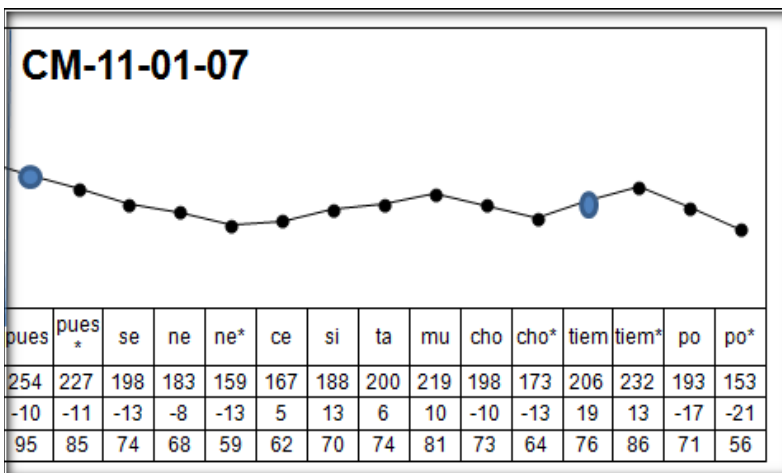 CM-11-01-07
pues pues* se ne ne* ce si ta mu cho cho* tiem tiem* po po*
254 227 198 183 159 167 188 200 219 198 173 206 232 193 153
-10 -11 -13 -8 -13 5 13 6 10 -10 -13 19 13 -17 -21
95 85 74 68 59 62 70 74 81 73 64 76 86 71 56